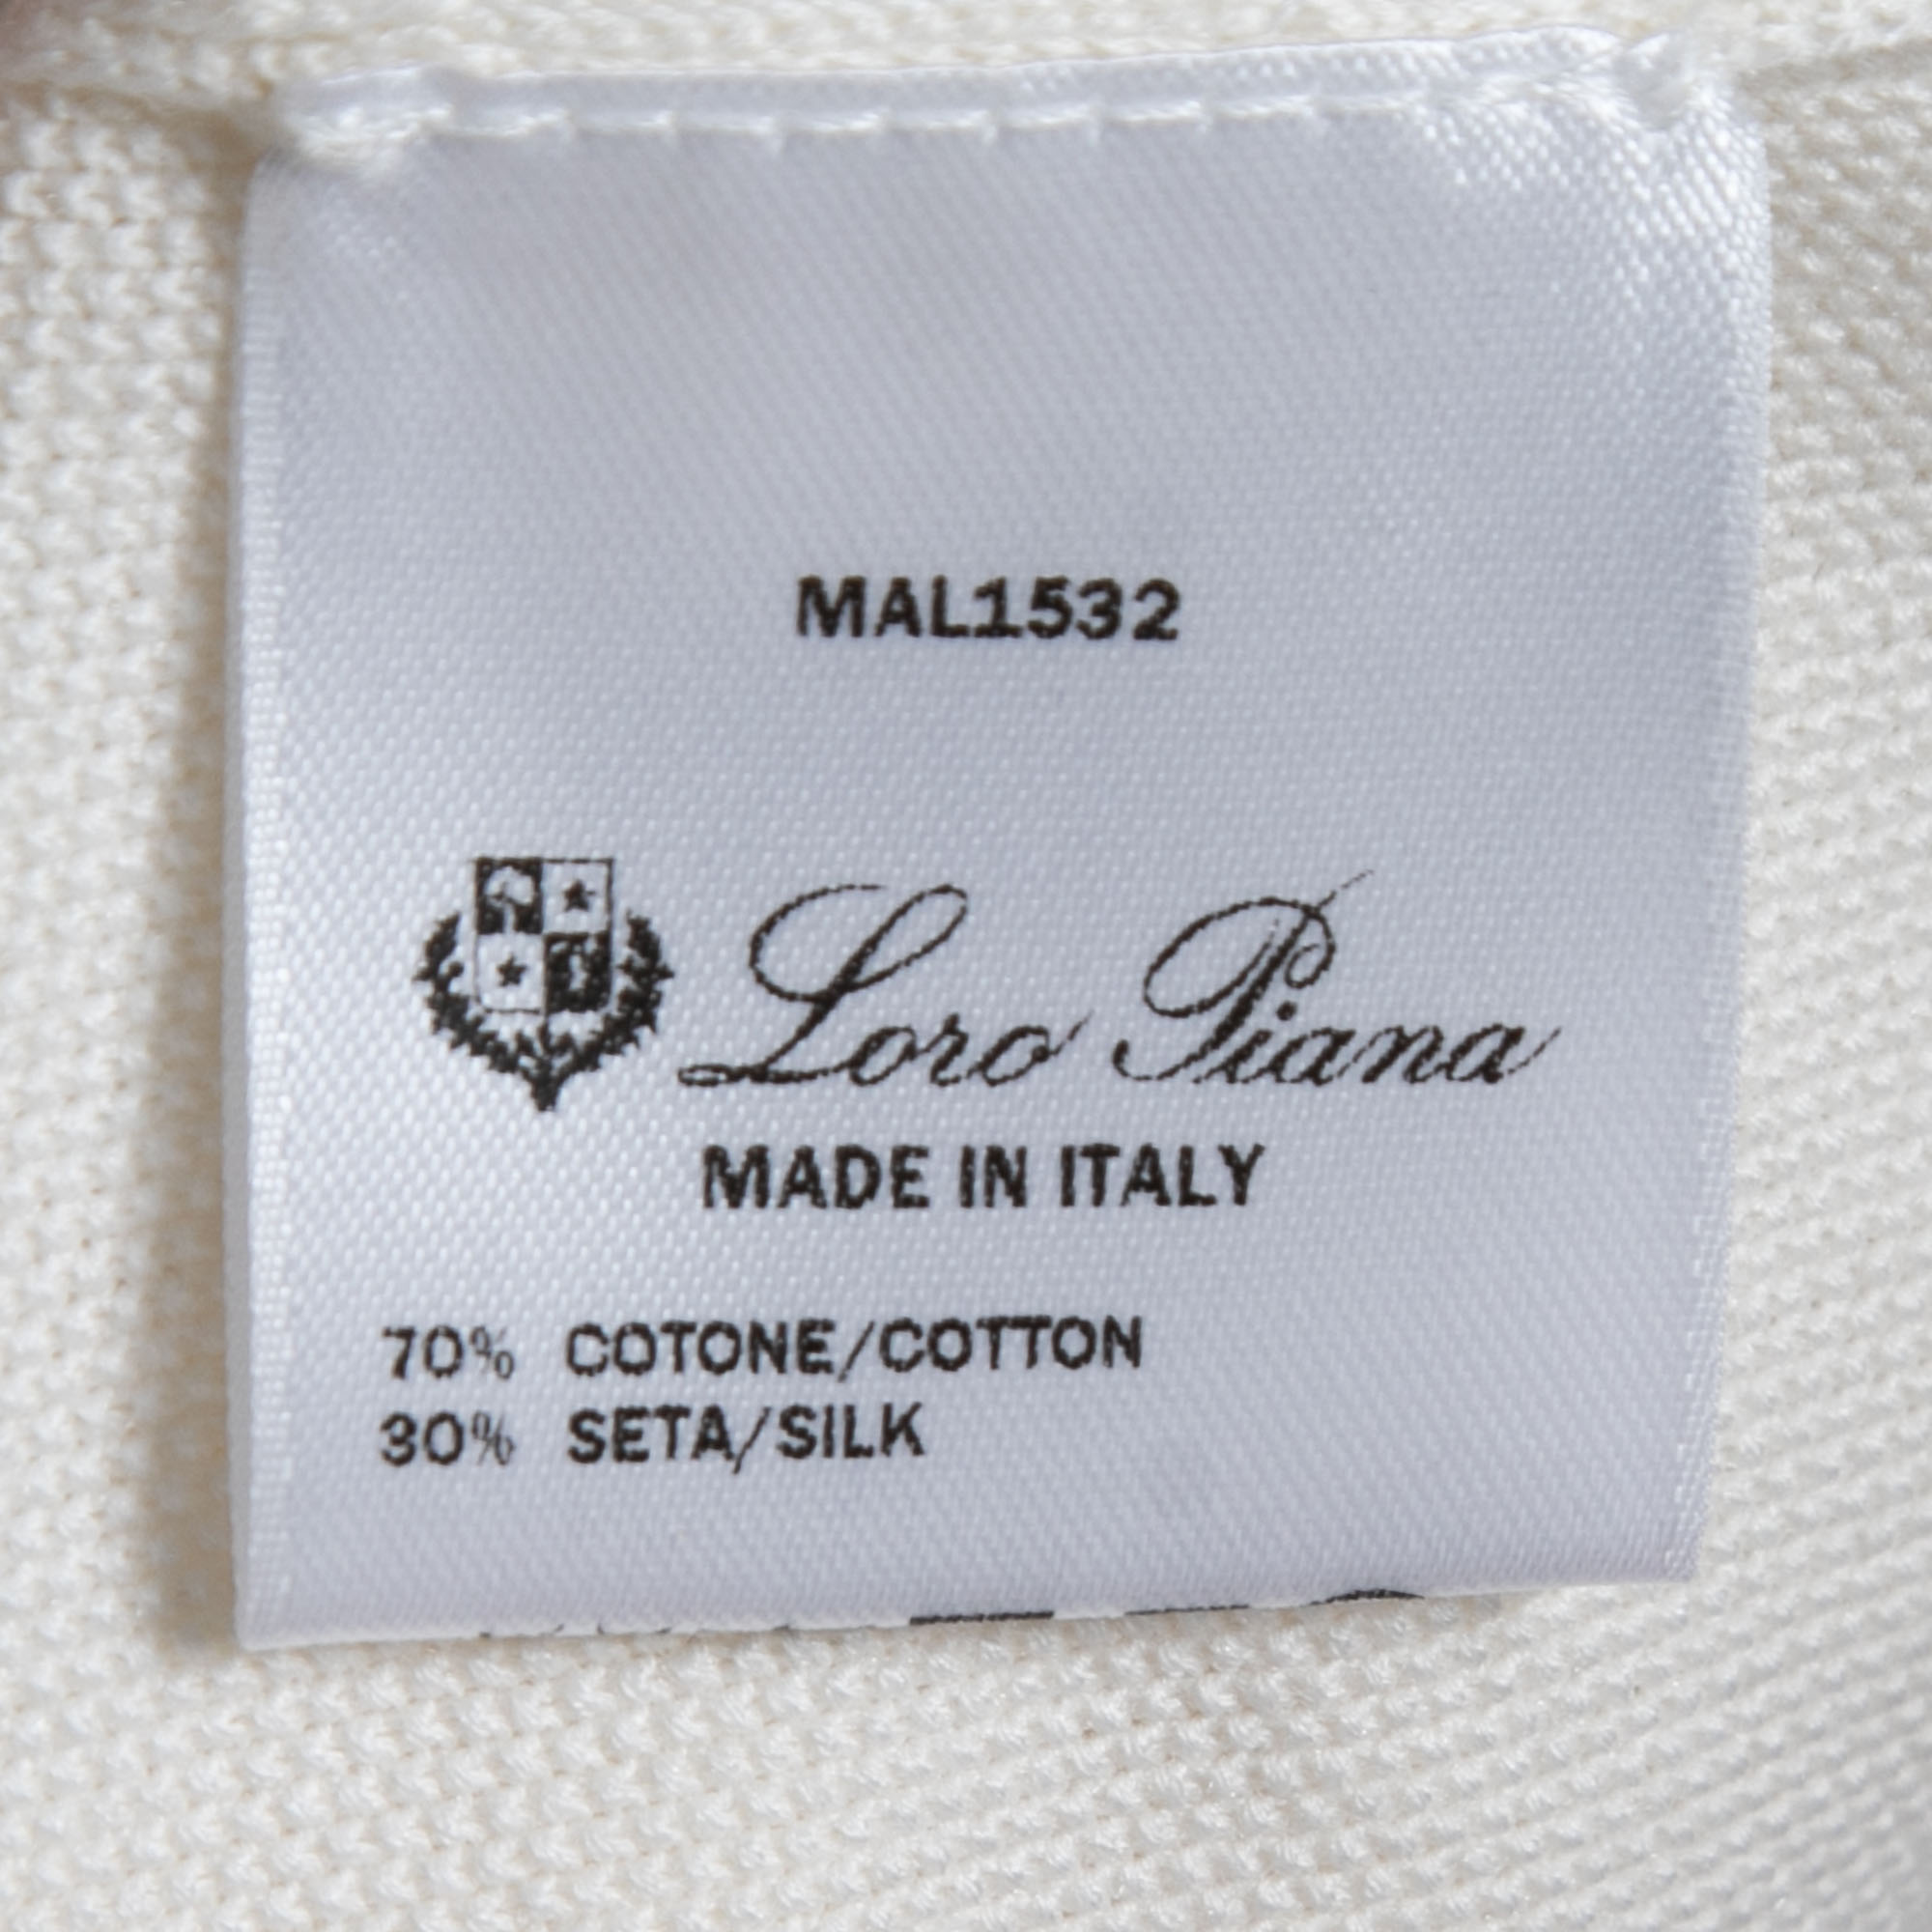 MAL1532
Loro Piana
MADE IN ITALY
70% COTONE/COTTON
30% SETA/SILK